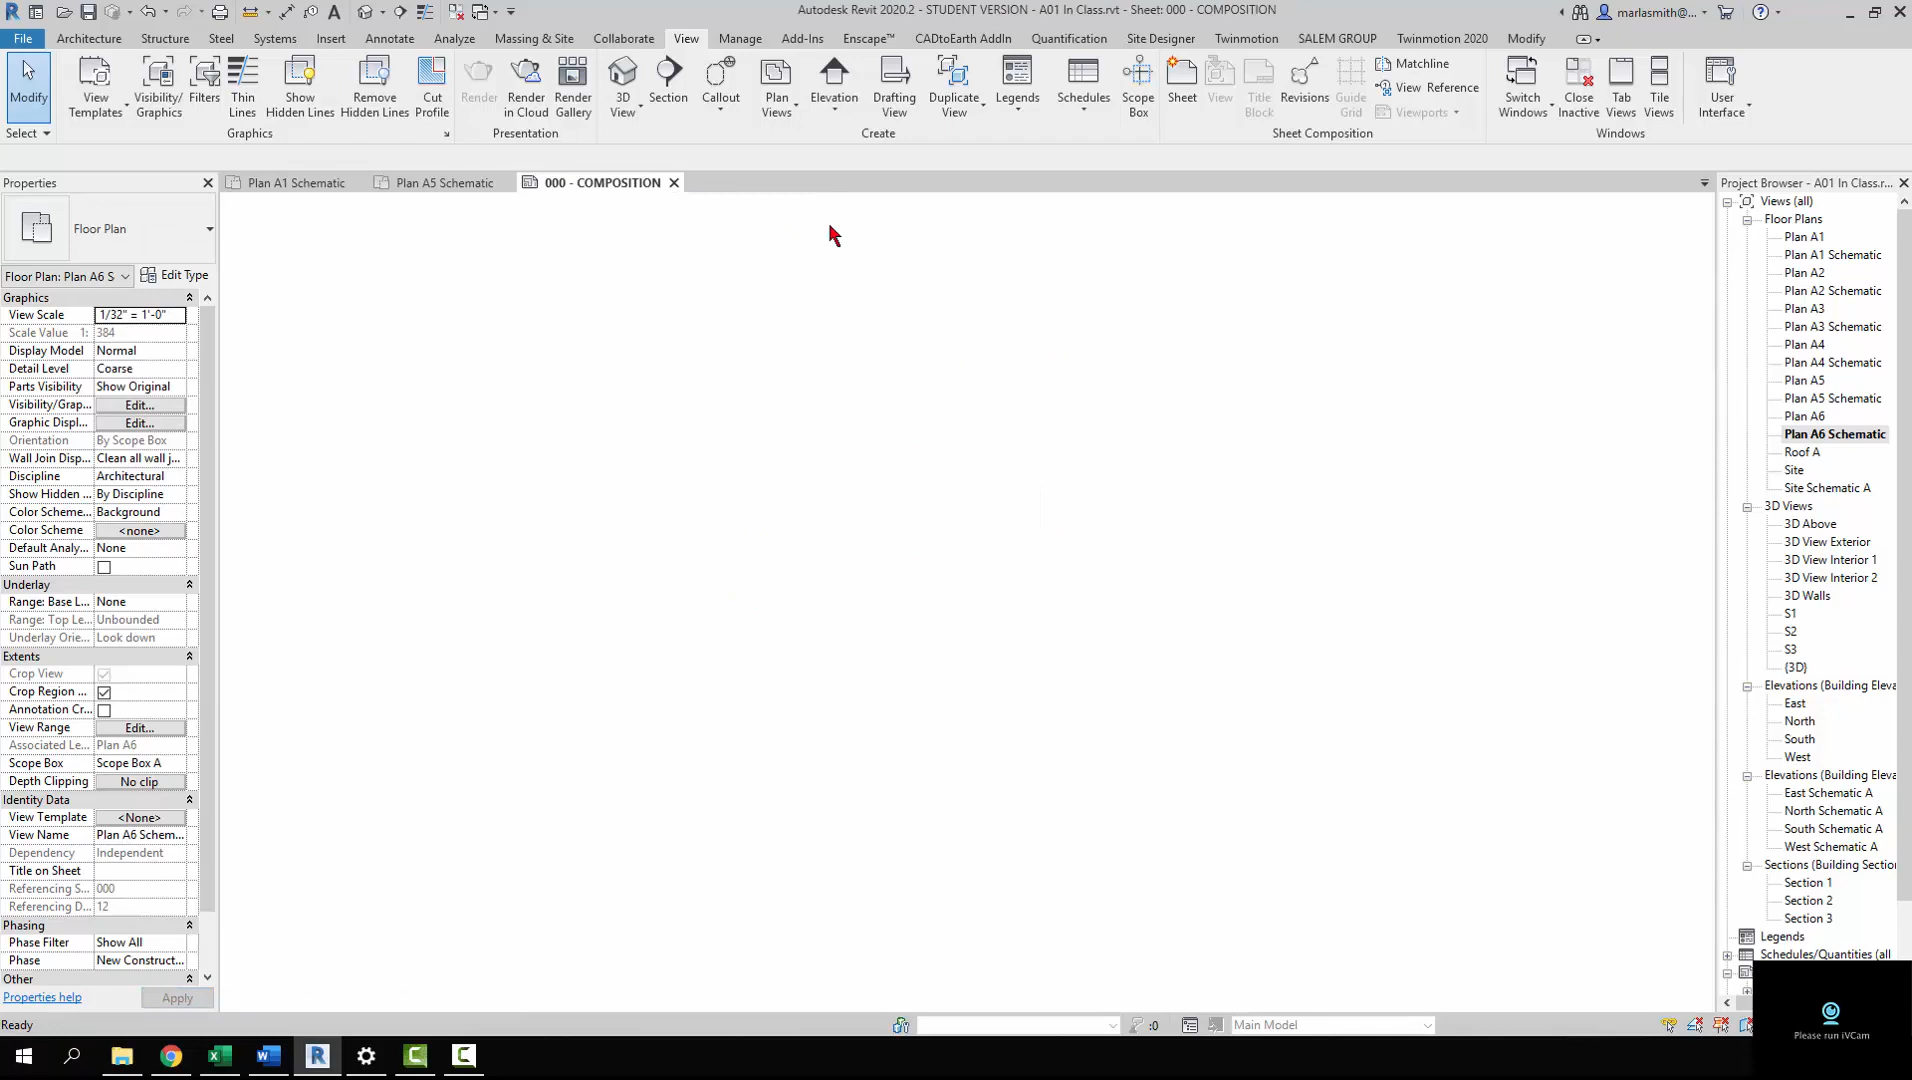 Autodesk Revit 2020.2 - STUDENT VERSION - A01 In Class.rvt - Sheet: 000 - COMPOSITION
marlasmith@...
File Architecture Structure Steel Systems Insert Annotate Analyze Massing & Site Collaborate View Manage Add-Ins Enscape™ CADtoEarth AddIn Quantification Site Designer Twinmotion SALEM GROUP Twinmotion 2020 Modify
Modify
View Templates
Visibility/ Graphics
Filters
Thin Lines
Show Hidden Lines
Remove Hidden Lines
Cut Profile
Render
Render in Cloud
Render Gallery
3D View
Section
Callout
Plan Views
Elevation
Drafting View
Duplicate View
Legends
Schedules
Scope Box
Sheet
View
Title Block
Revisions
Guide Grid
Matchline
View Reference
Viewports
Switch Windows
Close Inactive
Tab Views
Tile Views
User Interface
Select Graphics Presentation Create Sheet Composition Windows
Properties
Plan A1 Schematic Plan A5 Schematic 000 - COMPOSITION
Floor Plan
Floor Plan: Plan A6 S Edit Type
Graphics
View Scale 1/32" = 1'-0"
Scale Value 1: 384
Display Model Normal
Detail Level Coarse
Parts Visibility Show Original
Visibility/Grap... Edit...
Graphic Displ... Edit...
Orientation By Scope Box
Wall Join Disp... Clean all wall j...
Discipline Architectural
Show Hidden ... By Discipline
Color Scheme... Background
Color Scheme <none>
Default Analy... None
Sun Path
Underlay
Range: Base L... None
Range: Top Le... Unbounded
Underlay Orie... Look down
Extents
Crop View
Crop Region ...
Annotation Cr...
View Range Edit...
Associated Le... Plan A6
Scope Box Scope Box A
Depth Clipping No clip
Identity Data
View Template <None>
View Name Plan A6 Schem...
Dependency Independent
Title on Sheet
Referencing S... 000
Referencing D... 12
Phasing
Phase Filter Show All
Phase New Construct...
Other
Properties help Apply
Project Browser - A01 In Class.r...
Views (all)
Floor Plans
Plan A1
Plan A1 Schematic
Plan A2
Plan A2 Schematic
Plan A3
Plan A3 Schematic
Plan A4
Plan A4 Schematic
Plan A5
Plan A5 Schematic
Plan A6
Plan A6 Schematic
Roof A
Site
Site Schematic A
3D Views
3D Above
3D View Exterior
3D View Interior 1
3D View Interior 2
3D Walls
S1
S2
S3
{3D}
Elevations (Building Eleva
East
North
South
West
Elevations (Building Eleva
East Schematic A
North Schematic A
South Schematic A
West Schematic A
Sections (Building Section
Section 1
Section 2
Section 3
Legends
Schedules/Quantities (all
Ready
:0
Main Model
Please run iVCam